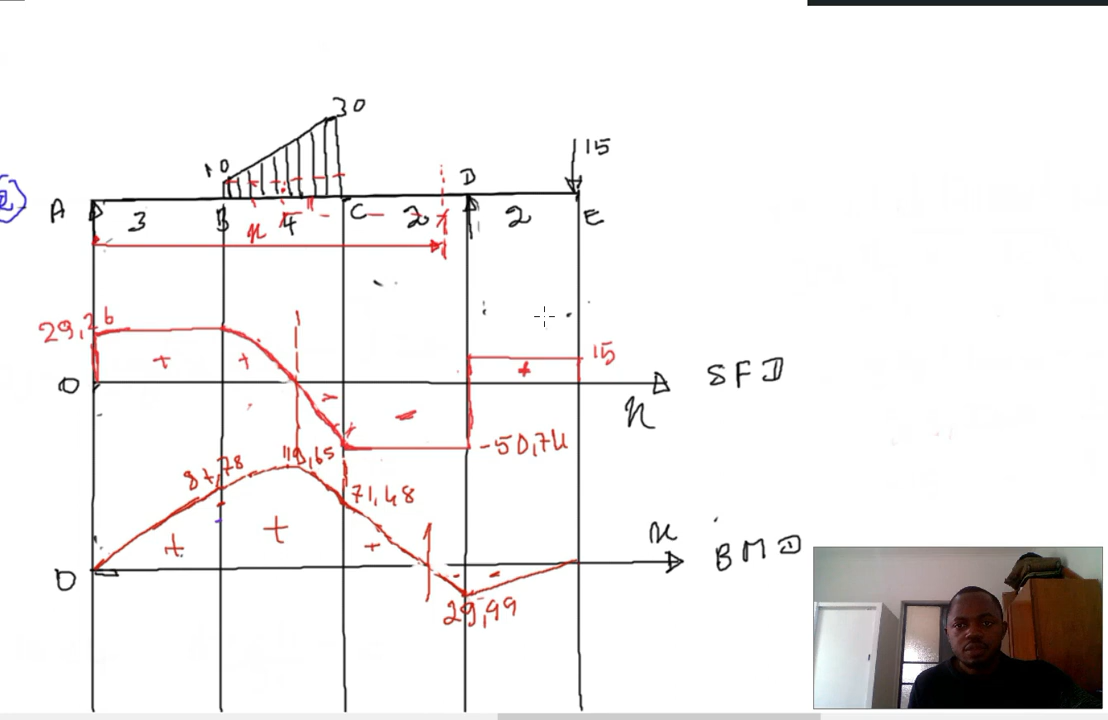 30
10
15
2
A
3
B
4
C
2
D
2
E
x
29,26
+
+
-
-
+
15
0
SFD
x
-50,74
87,78
119,65
71,48
+
+
+
-
-
x
BMD
0
29,99